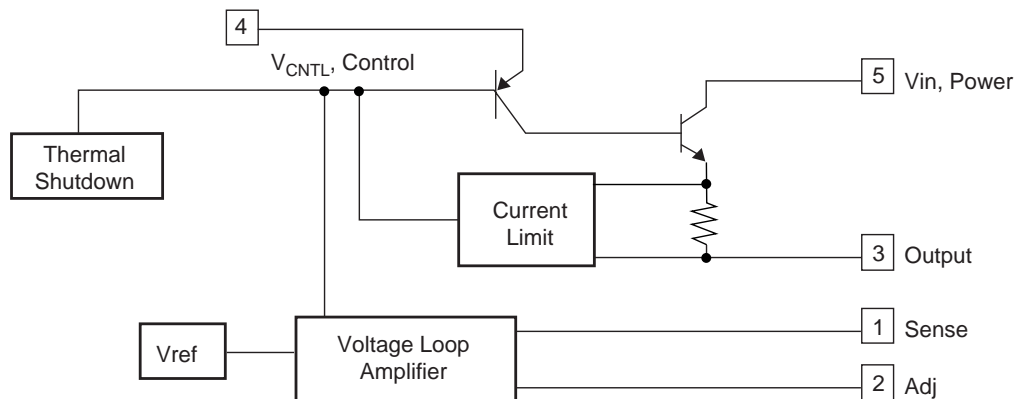 4
V_CNTL, Control
5 Vin, Power
Thermal
Shutdown
Current
Limit
3 Output
1 Sense
Vref
Voltage Loop
Amplifier
2 Adj